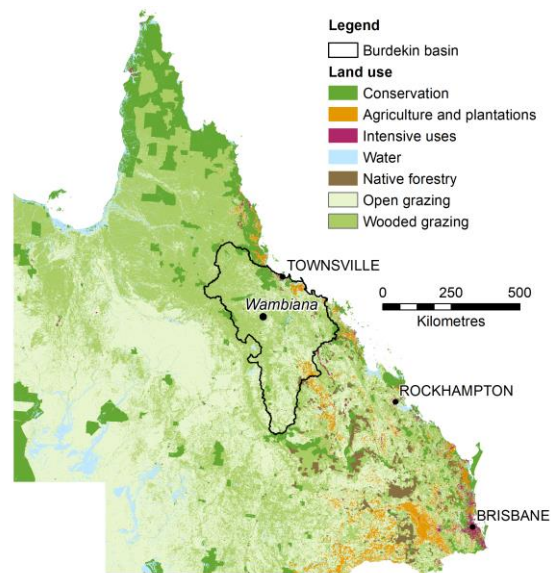 Legend
Burdekin basin
Land use
Conservation
Agriculture and plantations
Intensive uses
Water
Native forestry
Open grazing
Wooded grazing
TOWNSVILLE
Wambiana
0 250 500
Kilometres
ROCKHAMPTON
BRISBANE